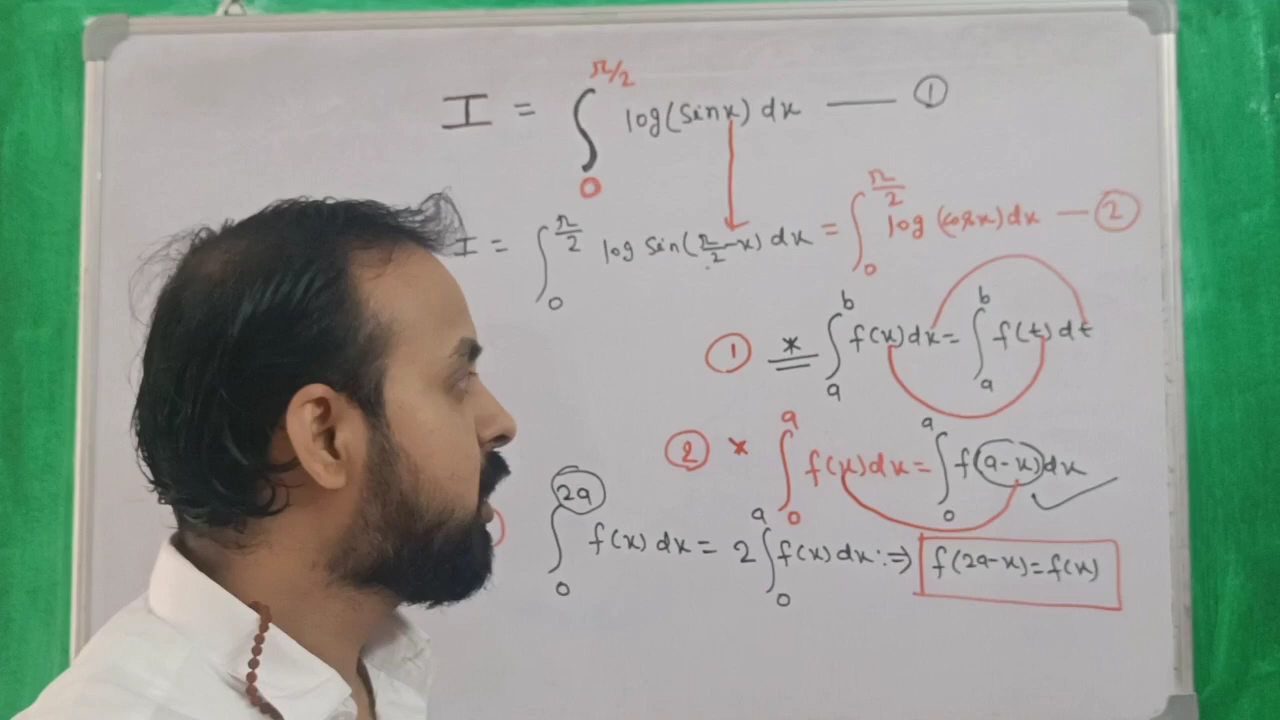 I = ∫₀^{π/2} log(sinx) dx —— ①
I = ∫₀^{π/2} log sin(π/2-x) dx = ∫₀^{π/2} log (cosx)dx — ②
① * ∫ₐᵇ f(x)dx = ∫ₐᵇ f(t)dt
② * ∫₀ᵃ f(x)dx = ∫₀ᵃ f(a-x)dx ✓
∫₀^{2a} f(x) dx = 2 ∫₀ᵃ f(x) dx :⇒ f(2a-x)=f(x)